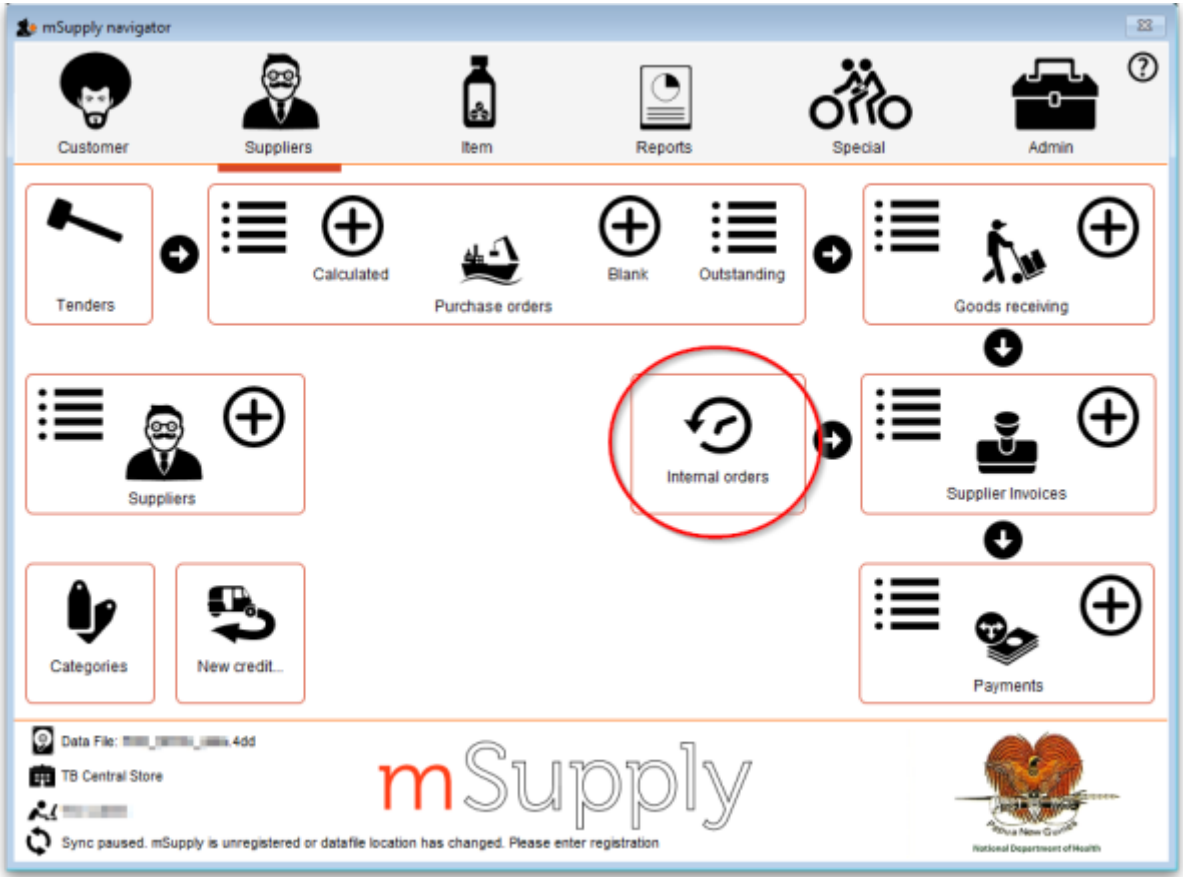 mSupply navigator
Customer
Suppliers
Item
Reports
Special
Admin
?
Tenders
Calculated
Purchase orders
Blank
Outstanding
Goods receiving
Suppliers
Internal orders
Supplier Invoices
Categories
New credit...
Payments
Data File: .4dd
TB Central Store
Sync paused. mSupply is unregistered or datafile location has changed. Please enter registration
mSupply
Papua New Guinea
National Department of Health